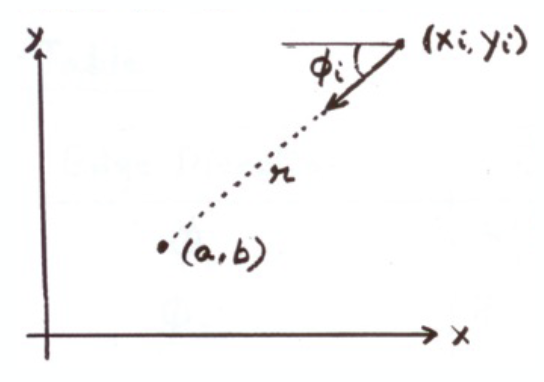 y
(xi, yi)
ϕi
r
(a, b)
x